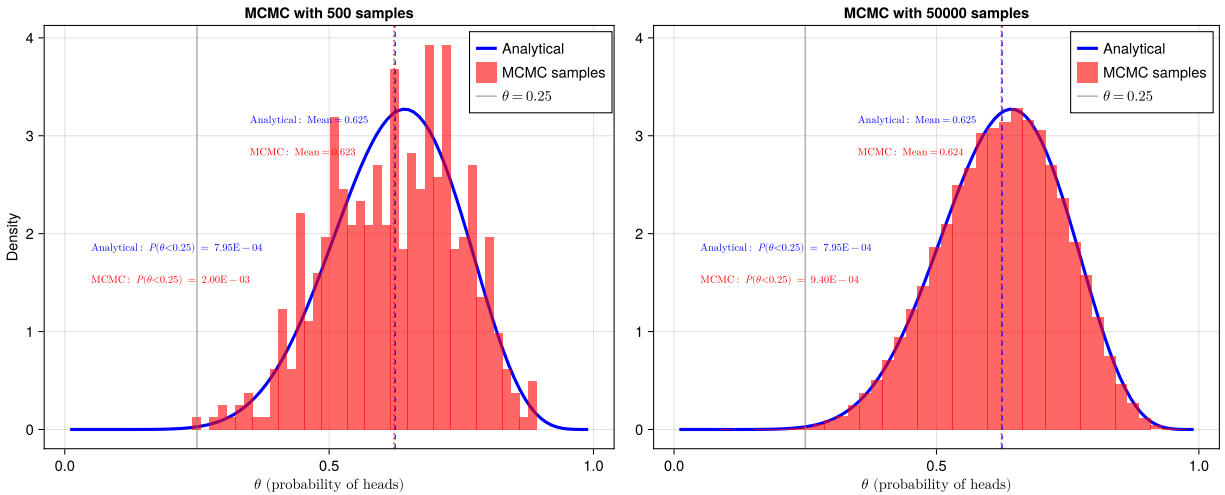 MCMC with 500 samples
4
3
2
1
0
Density
Analytical
MCMC samples
θ = 0.25
Analytical: Mean=0.625
MCMC: Mean=0.623
Analytical: P(θ<0.25) = 7.95E−04
MCMC: P(θ<0.25) = 2.00E−03
0.0 0.5 1.0
θ (probability of heads)
MCMC with 50000 samples
4
3
2
1
0
Analytical
MCMC samples
θ = 0.25
Analytical: Mean=0.625
MCMC: Mean=0.624
Analytical: P(θ<0.25) = 7.95E−04
MCMC: P(θ<0.25) = 9.40E−04
0.0 0.5 1.0
θ (probability of heads)